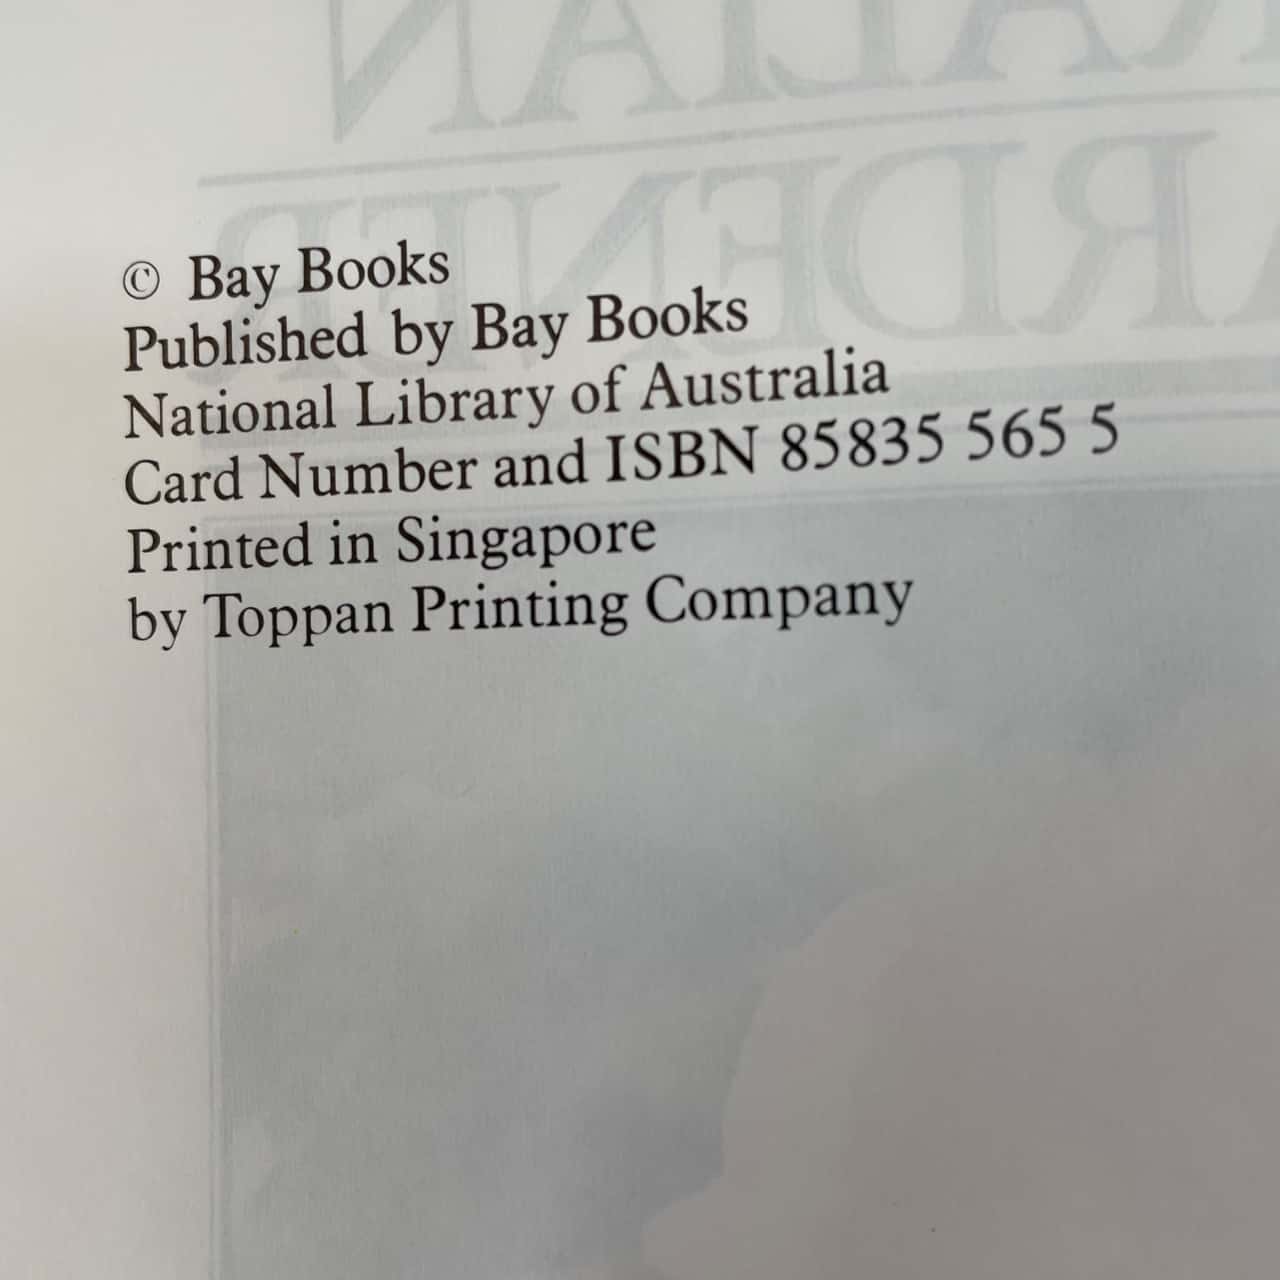 © Bay Books
Published by Bay Books
National Library of Australia
Card Number and ISBN 85835 565 5
Printed in Singapore
by Toppan Printing Company